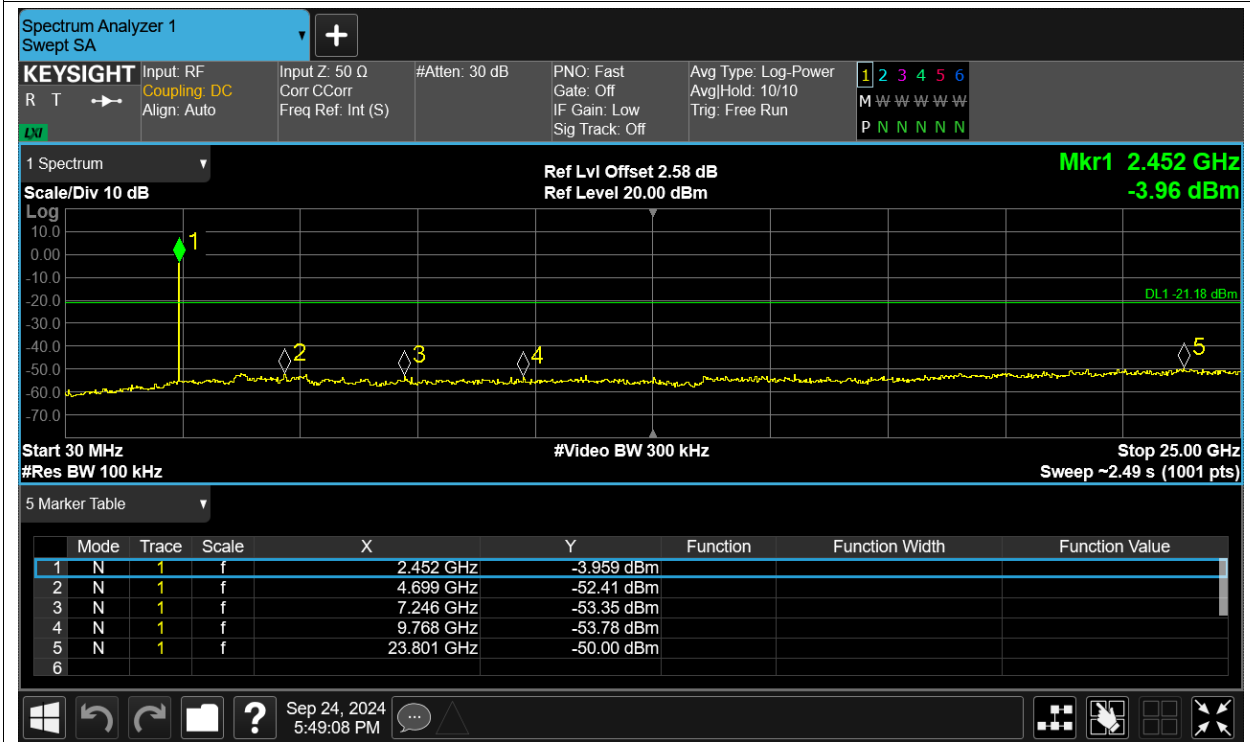 Spectrum Analyzer 1
Swept SA
KEYSIGHT
R T
LXI
Input: RF
Coupling: DC
Align: Auto
Input Z: 50 Ω
Corr CCorr
Freq Ref: Int (S)
#Atten: 30 dB
PNO: Fast
Gate: Off
IF Gain: Low
Sig Track: Off
Avg Type: Log-Power
Avg|Hold: 10/10
Trig: Free Run
1 2 3 4 5 6
M W W W W W
P N N N N N
1 Spectrum
Scale/Div 10 dB
Ref Lvl Offset 2.58 dB
Ref Level 20.00 dBm
Mkr1 2.452 GHz
-3.96 dBm
Log
10.0
0.00
-10.0
-20.0
-30.0
-40.0
-50.0
-60.0
-70.0
1
2
3
4
5
DL1 -21.18 dBm
Start 30 MHz
#Video BW 300 kHz
Stop 25.00 GHz
#Res BW 100 kHz
Sweep ~2.49 s (1001 pts)
5 Marker Table
Mode Trace Scale X Y Function Function Width Function Value
1 N 1 f 2.452 GHz -3.959 dBm
2 N 1 f 4.699 GHz -52.41 dBm
3 N 1 f 7.246 GHz -53.35 dBm
4 N 1 f 9.768 GHz -53.78 dBm
5 N 1 f 23.801 GHz -50.00 dBm
6
?
Sep 24, 2024
5:49:08 PM